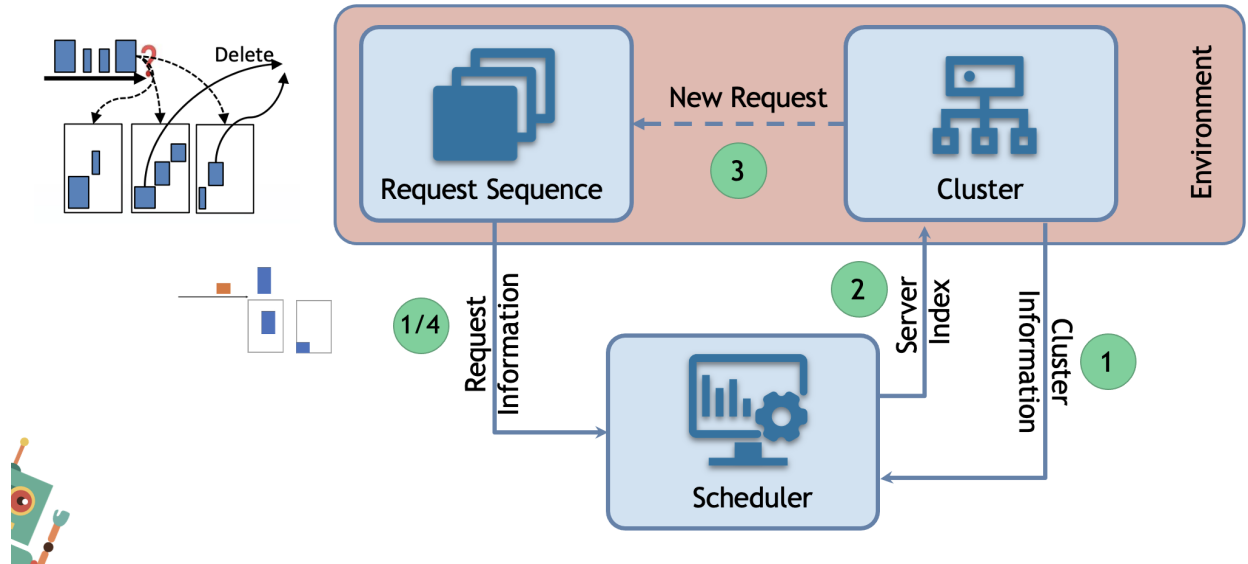 ?
Delete
New Request
3
Request Sequence
Cluster
Environment
1/4
Request
Information
2
Server
Index
Cluster
Information
1
Scheduler